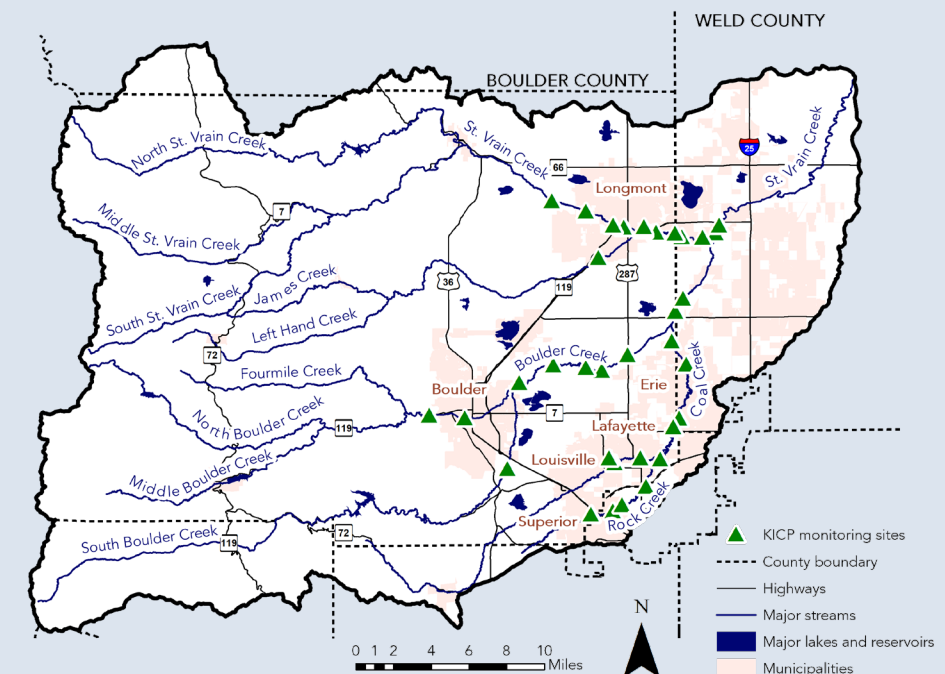 WELD COUNTY
BOULDER COUNTY
North St. Vrain Creek
St. Vrain Creek
66
25
St. Vrain Creek
Longmont
7
Middle St. Vrain Creek
36
119
287
South St. Vrain Creek
James Creek
Left Hand Creek
72
Fourmile Creek
Boulder Creek
Boulder
Erie
Coal Creek
North Boulder Creek
119
7
Lafayette
Middle Boulder Creek
Louisville
Superior
Rock Creek
South Boulder Creek
119
72
KICP monitoring sites
County boundary
Highways
Major streams
Major lakes and reservoirs
Municipalities
N
0 1 2 4 6 8 10
Miles